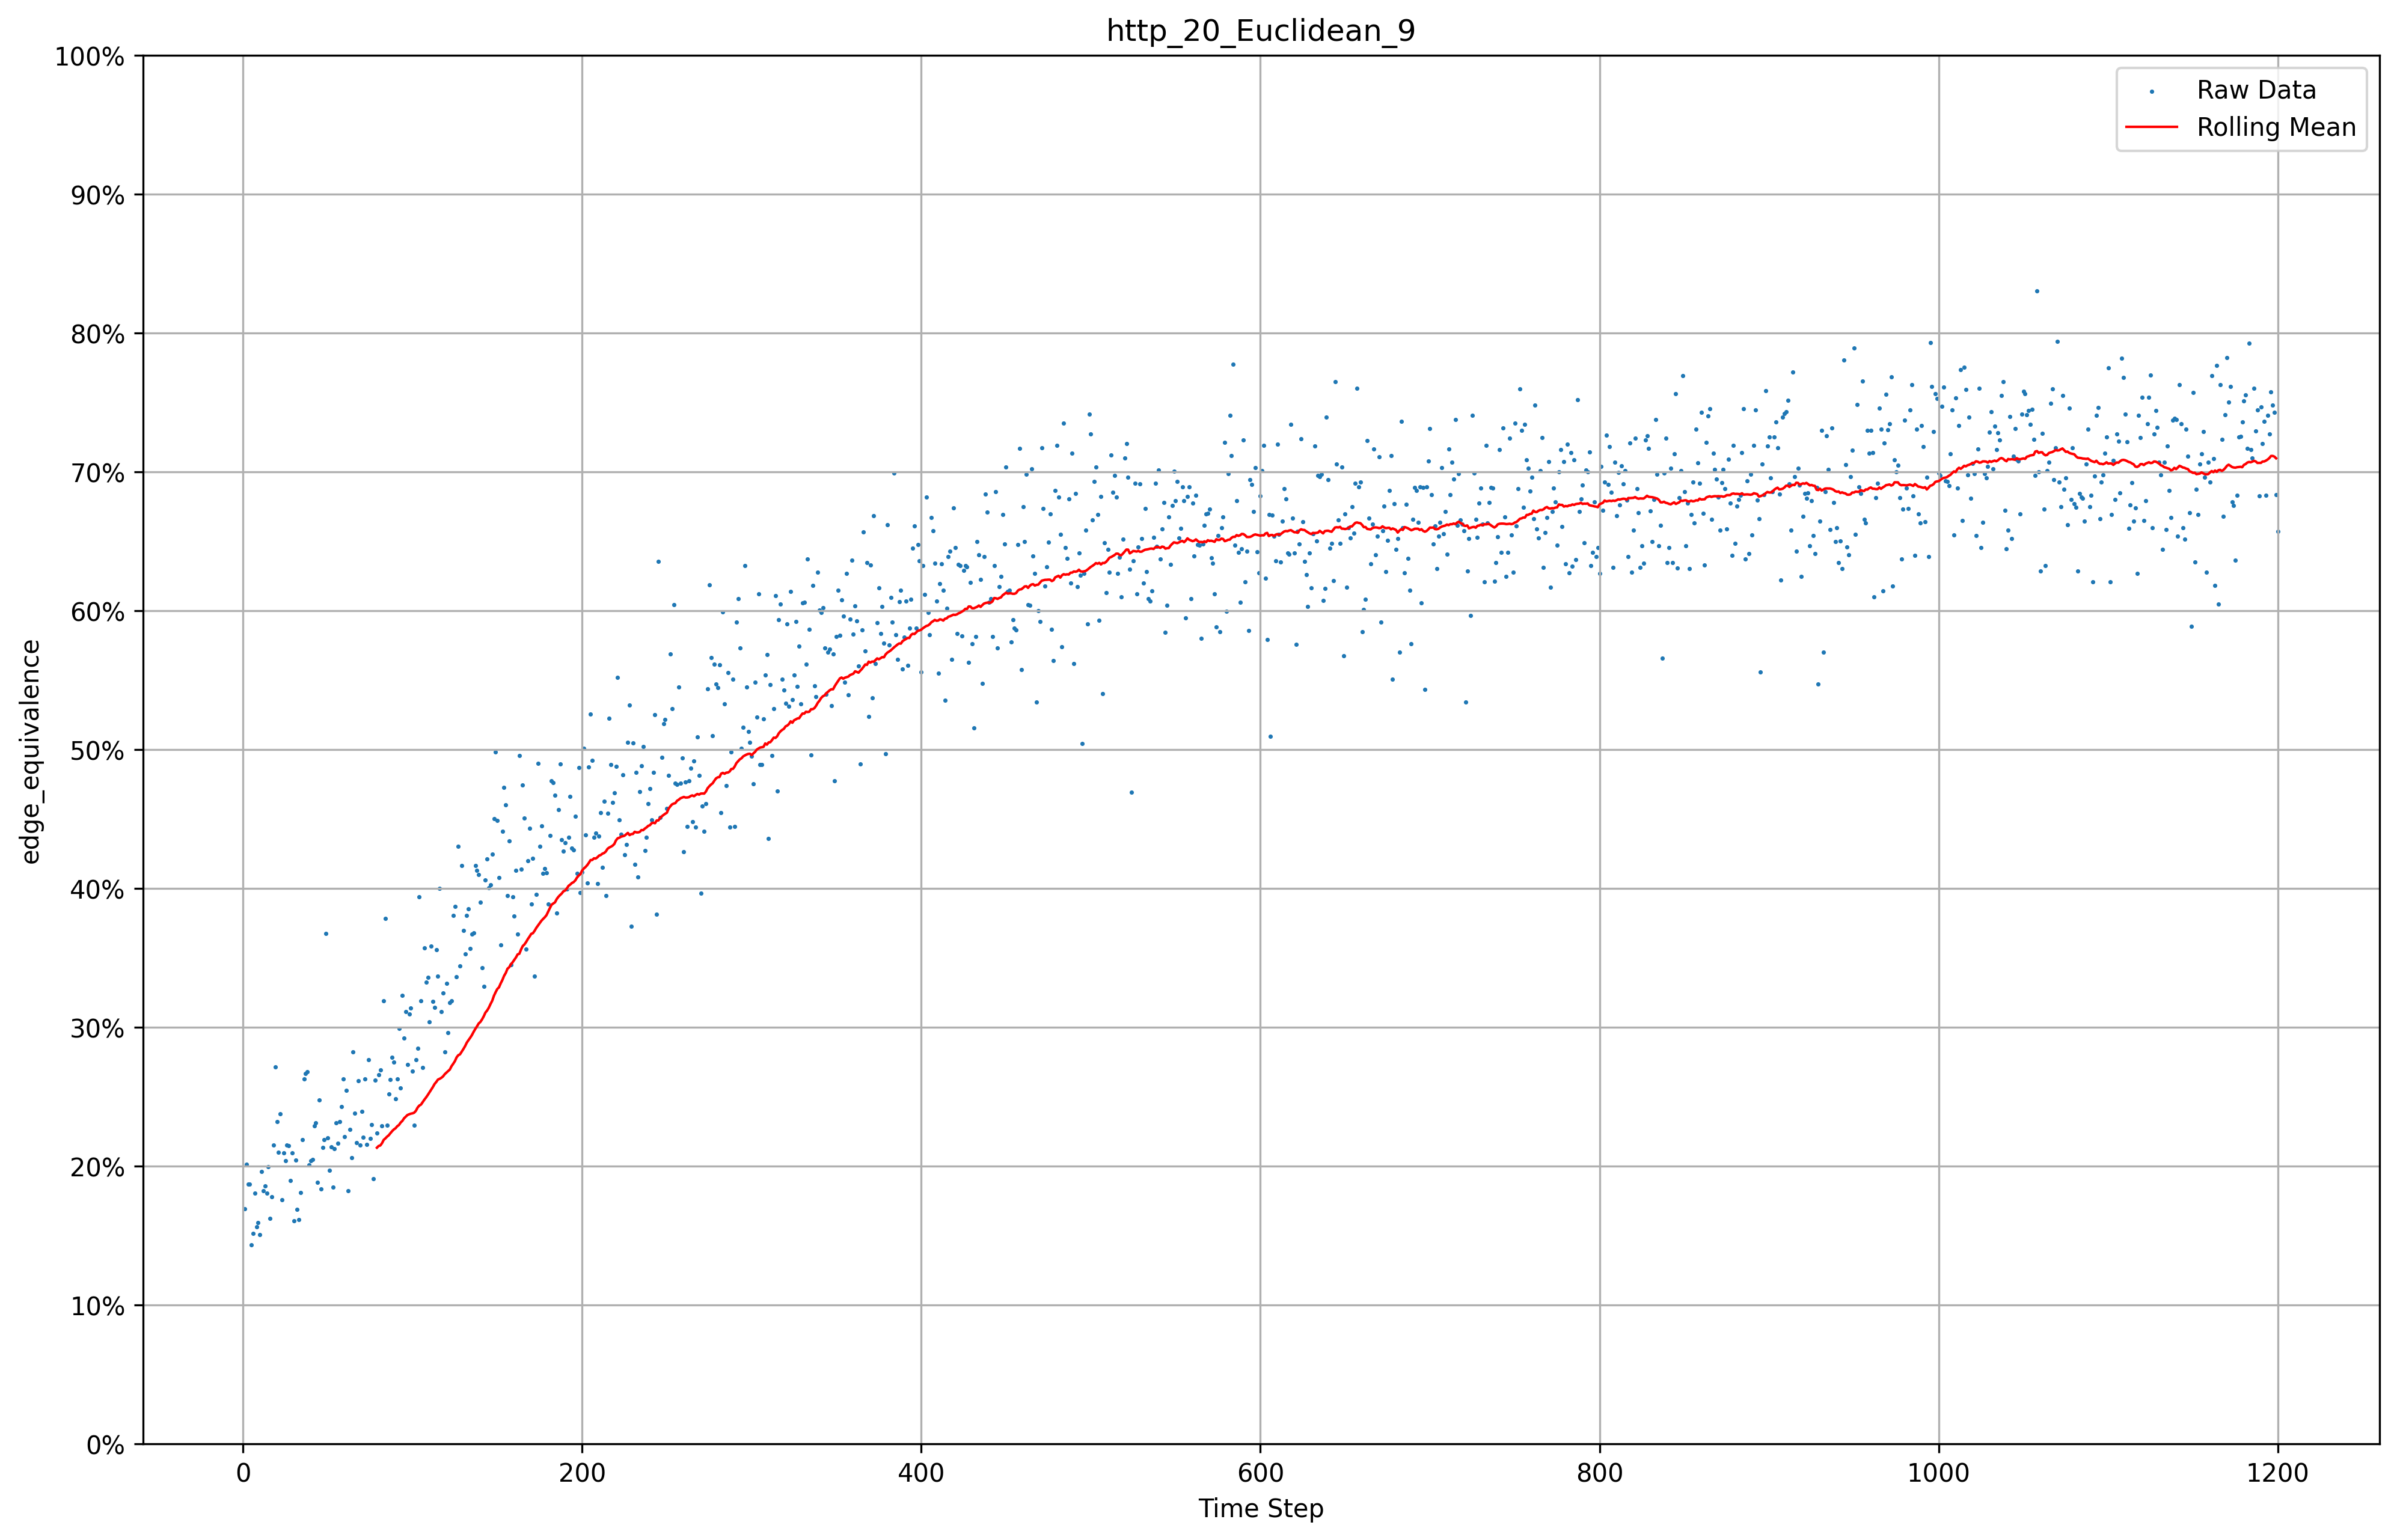 http_20_Euclidean_9
100%
90%
80%
70%
60%
50%
40%
30%
20%
10%
0%
edge_equivalence
Raw Data
Rolling Mean
0 200 400 600 800 1000 1200
Time Step